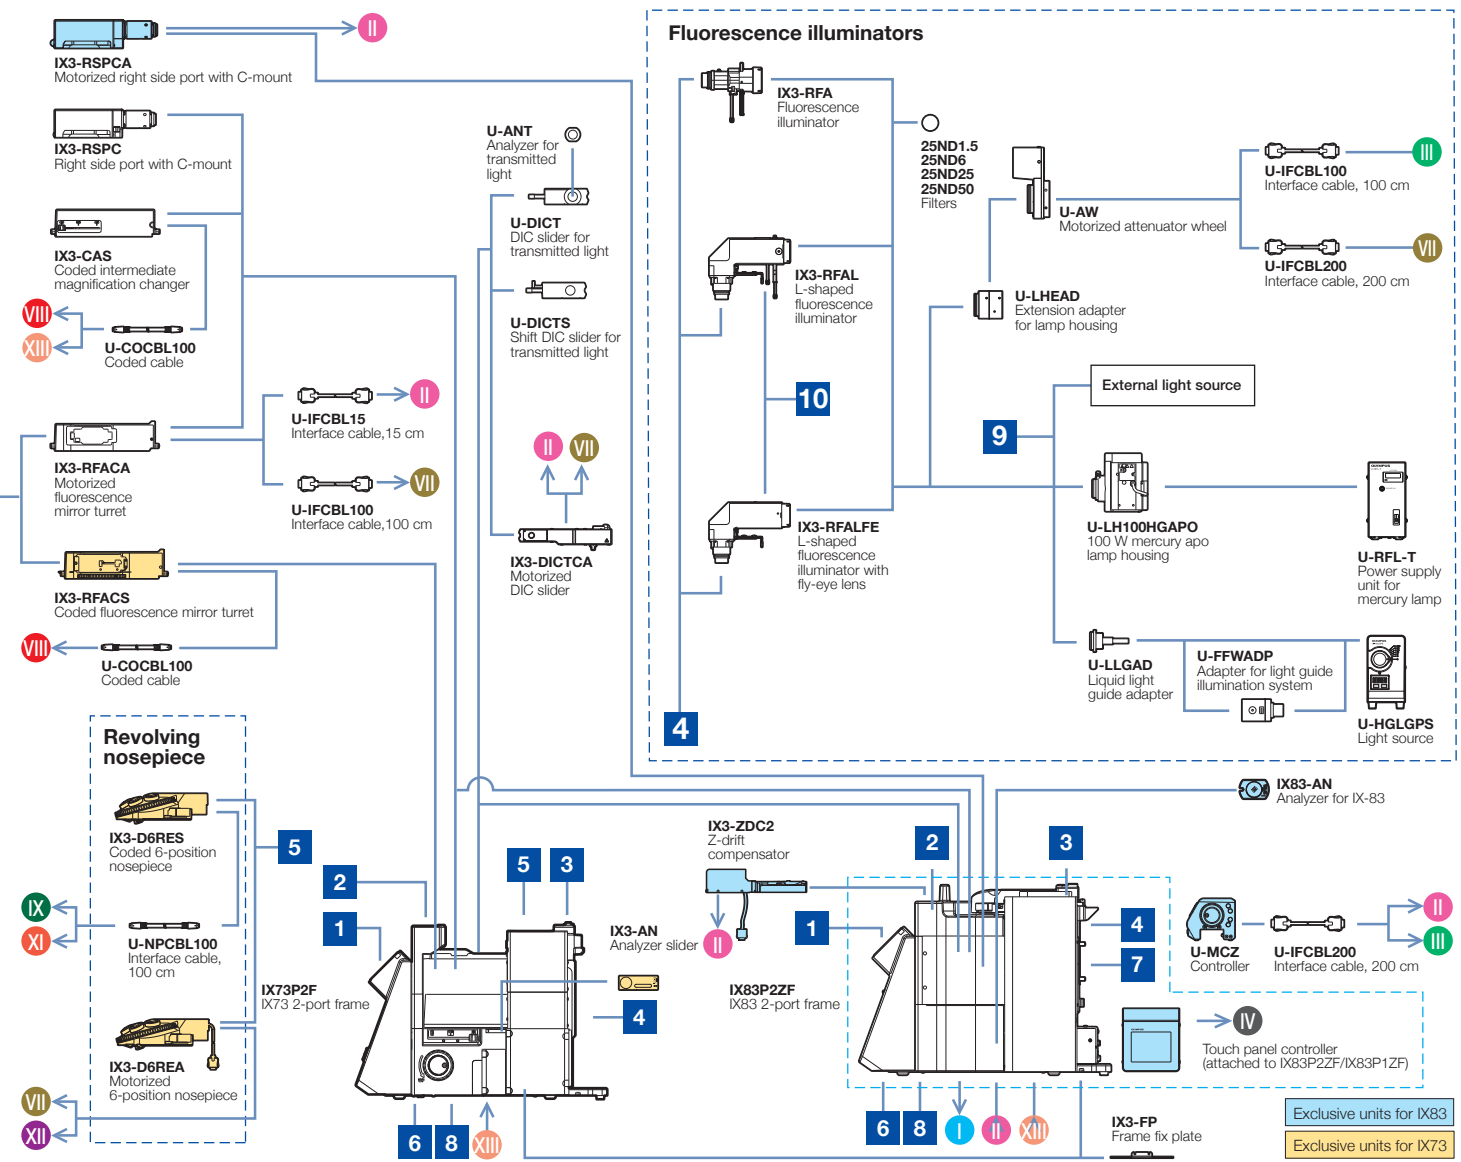 II
IX3-RSPCA
Motorized right side port with C-mount
IX3-RSPC
Right side port with C-mount
IX3-CAS
Coded intermediate
magnification changer
VIII
XIII
U-COCBL100
Coded cable
IX3-RFACA
Motorized
fluorescence
mirror turret
U-IFCBL15
Interface cable,15 cm
II
U-IFCBL100
Interface cable,100 cm
VII
IX3-RFACS
Coded fluorescence mirror turret
VIII
U-COCBL100
Coded cable
U-ANT
Analyzer for
transmitted
light
U-DICT
DIC slider for
transmitted light
U-DICTS
Shift DIC slider for
transmitted light
II
VII
IX3-DICTCA
Motorized
DIC slider
Fluorescence illuminators
IX3-RFA
Fluorescence
illuminator
25ND1.5
25ND6
25ND25
25ND50
Filters
IX3-RFAL
L-shaped
fluorescence
illuminator
10
IX3-RFALFE
L-shaped
fluorescence
illuminator with
fly-eye lens
4
U-AW
Motorized attenuator wheel
U-IFCBL100
Interface cable, 100 cm
III
U-IFCBL200
Interface cable, 200 cm
VII
U-LHEAD
Extension adapter
for lamp housing
External light source
9
U-LH100HGAPO
100 W mercury apo
lamp housing
U-RFL-T
Power supply
unit for
mercury lamp
U-LLGAD
Liquid light
guide adapter
U-FFWADP
Adapter for light guide
illumination system
U-HGLGPS
Light source
Revolving
nosepiece
IX3-D6RES
Coded 6-position
nosepiece
5
IX
XI
U-NPCBL100
Interface cable,
100 cm
IX3-D6REA
Motorized
6-position nosepiece
VII
XII
2
1
5
3
IX73P2F
IX73 2-port frame
IX3-AN
Analyzer slider
4
6
8
XIII
IX3-ZDC2
Z-drift
compensator
II
2
3
1
4
7
IX83P2ZF
IX83 2-port frame
6
8
I
II
XIII
IX83-AN
Analyzer for IX-83
U-MCZ
Controller
U-IFCBL200
Interface cable, 200 cm
II
III
IV
Touch panel controller
(attached to IX83P2ZF/IX83P1ZF)
IX3-FP
Frame fix plate
Exclusive units for IX83
Exclusive units for IX73